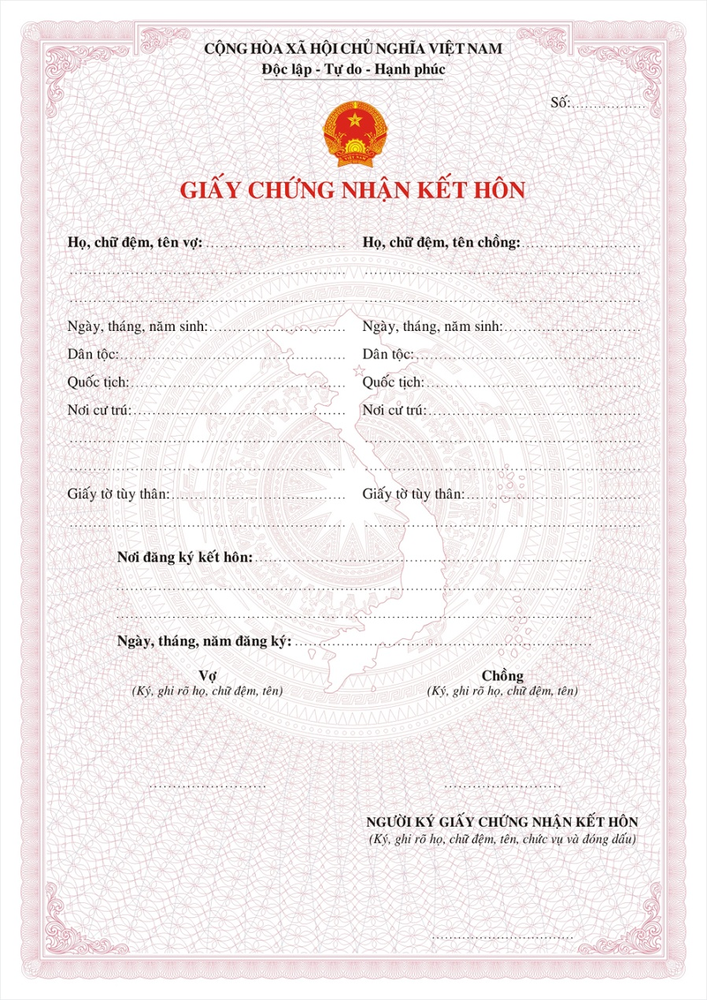 CỘNG HÒA XÃ HỘI CHỦ NGHĨA VIỆT NAM
Độc lập - Tự do - Hạnh phúc
Số:................
VIỆT NAM
GIẤY CHỨNG NHẬN KẾT HÔN
Họ, chữ đệm, tên vợ: .............................. Họ, chữ đệm, tên chồng:..........................
Ngày, tháng, năm sinh:.............................. Ngày, tháng, năm sinh:..............................
Dân tộc:.............................. Dân tộc:..............................
Quốc tịch:.............................. Quốc tịch:..............................
Nơi cư trú:.............................. Nơi cư trú:..............................
Giấy tờ tùy thân:.............................. Giấy tờ tùy thân:..............................
Nơi đăng ký kết hôn:..............................
Ngày, tháng, năm đăng ký:..............................
Vợ Chồng
(Ký, ghi rõ họ, chữ đệm, tên) (Ký, ghi rõ họ, chữ đệm, tên)
NGƯỜI KÝ GIẤY CHỨNG NHẬN KẾT HÔN
(Ký, ghi rõ họ, chữ đệm, tên, chức vụ và đóng dấu)